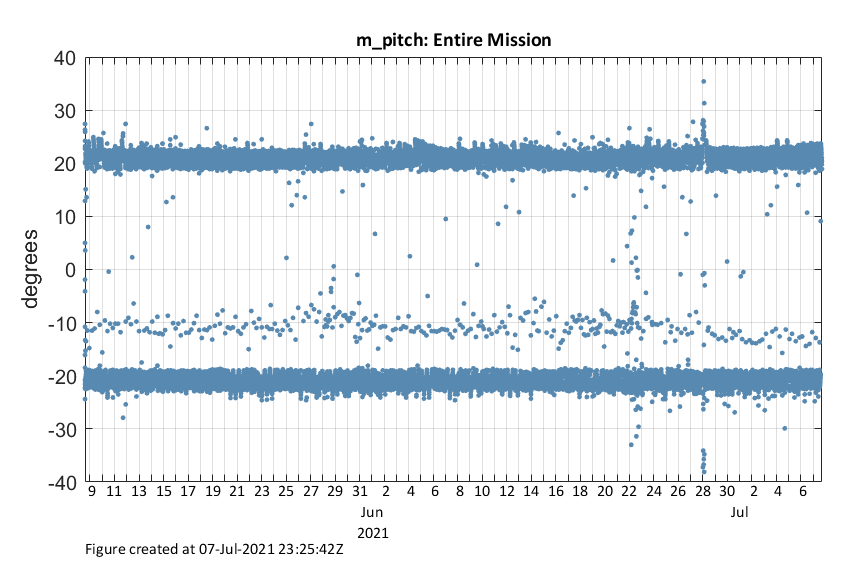 m_pitch: Entire Mission
40
30
20
10
0
-10
-20
-30
-40
degrees
9 11 13 15 17 19 21 23 25 27 29 31 2 4 6 8 10 12 14 16 18 20 22 24 26 28 30 2 4 6
Jun Jul
2021
Figure created at 07-Jul-2021 23:25:42Z